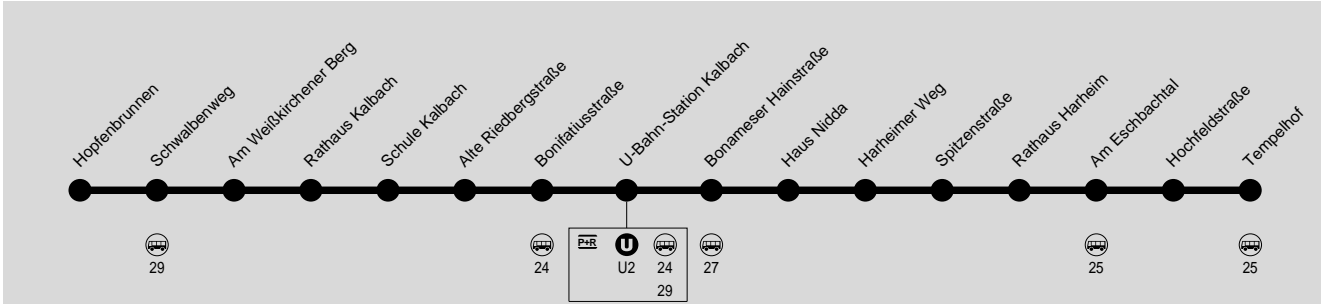 Hopfenbrunnen
Schwalbenweg
Am Weißkirchener Berg
Rathaus Kalbach
Schule Kalbach
Alte Riedbergstraße
Bonifatiusstraße
U-Bahn-Station Kalbach
Bonameser Hainstraße
Haus Nidda
Harheimer Weg
Spitzenstraße
Rathaus Harheim
Am Eschbachtal
Hochfeldstraße
Tempelhof
P+R U
29 24 U2 24 27 25 25
29